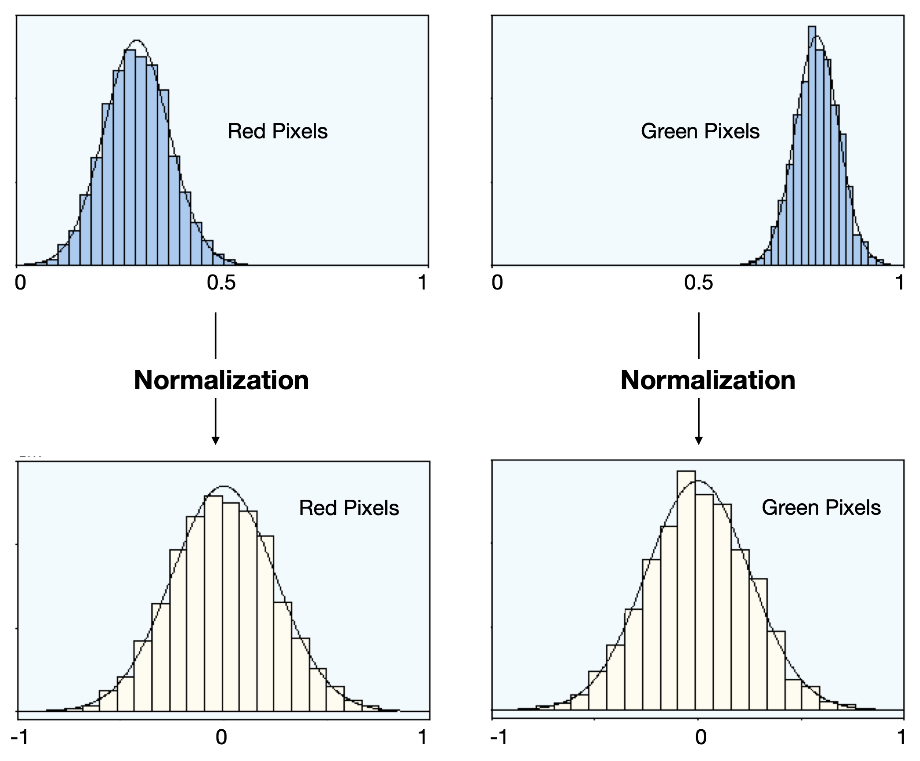 Red Pixels
0 0.5 1
Green Pixels
0 0.5 1
Normalization
Normalization
Red Pixels
-1 0 1
Green Pixels
-1 0 1